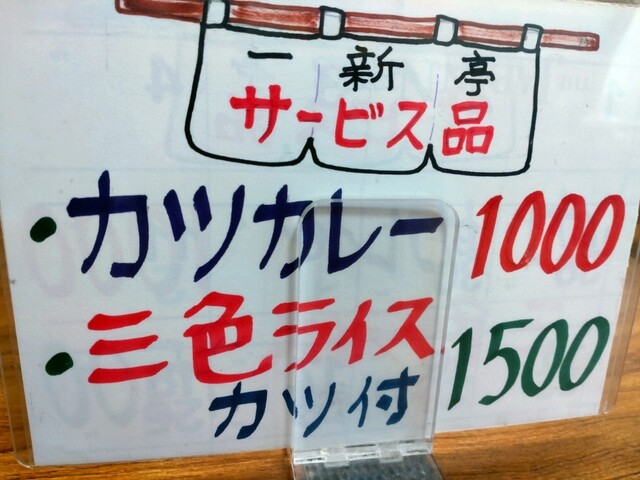 一新亭
サービス品
・カツカレー 1000
・三色ライス 1500
カツ付